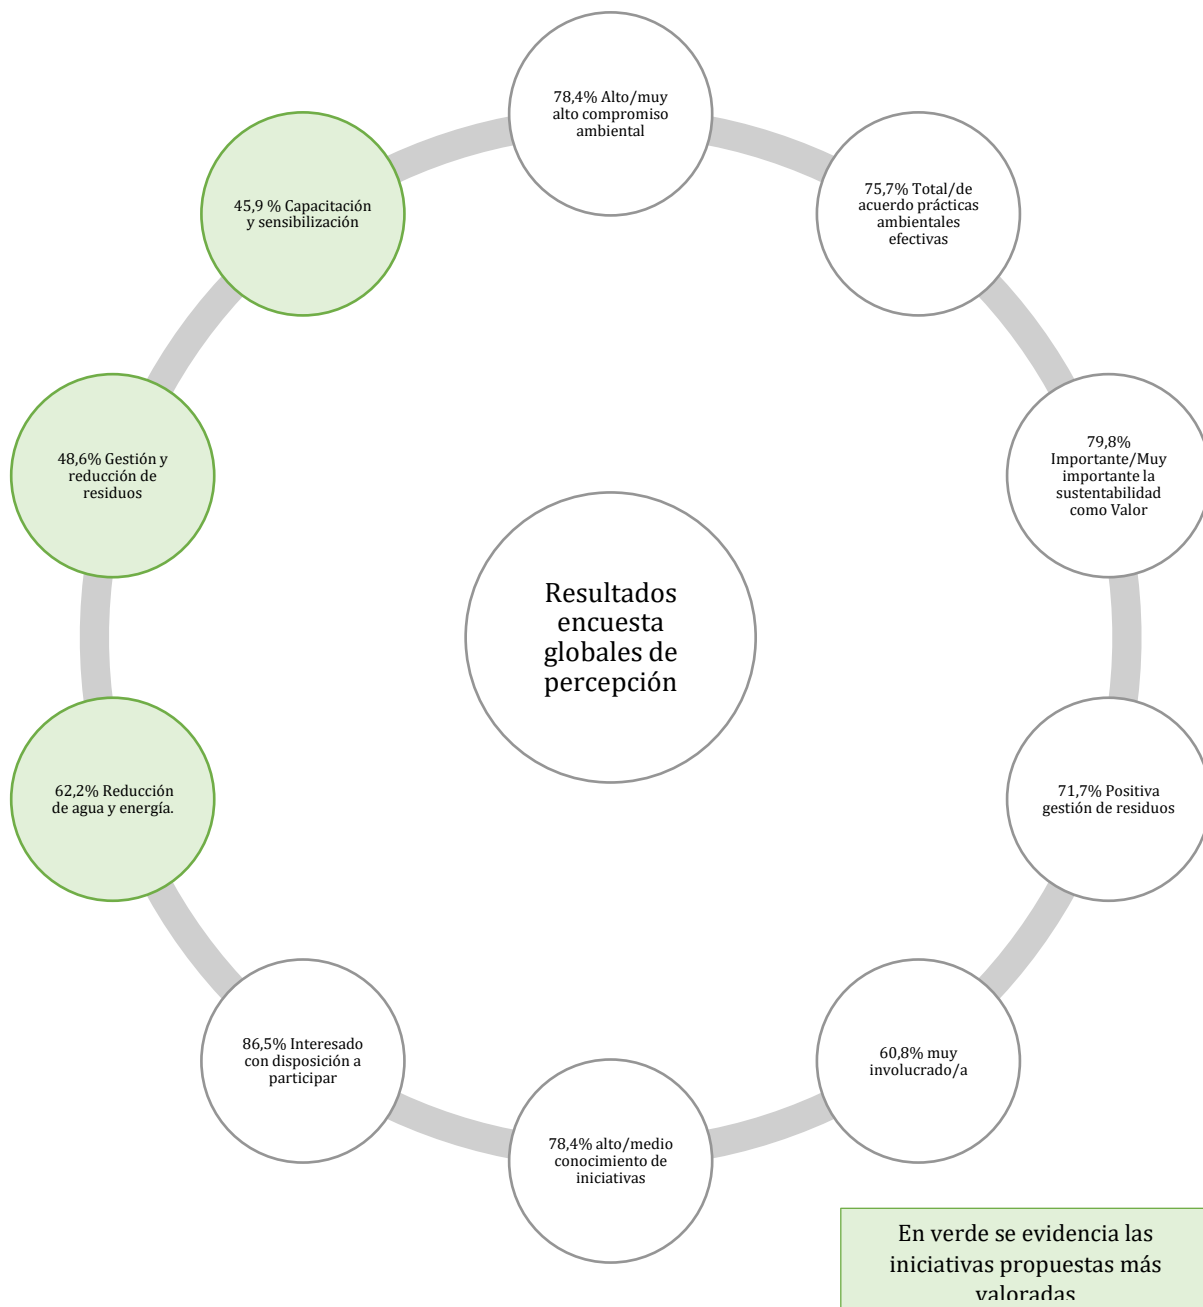 78,4% Alto/muy
alto compromiso
ambiental
75,7% Total/de
acuerdo prácticas
ambientales
efectivas
79,8%
Importante/Muy
importante la
sustentabilidad
como Valor
71,7% Positiva
gestión de residuos
60,8% muy
involucrado/a
78,4% alto/medio
conocimiento de
iniciativas
86,5% Interesado
con disposición a
participar
62,2% Reducción
de agua y energía.
48,6% Gestión y
reducción de
residuos
45,9 % Capacitación
y sensibilización
Resultados
encuesta
globales de
percepción
En verde se evidencia las
iniciativas propuestas más
valoradas